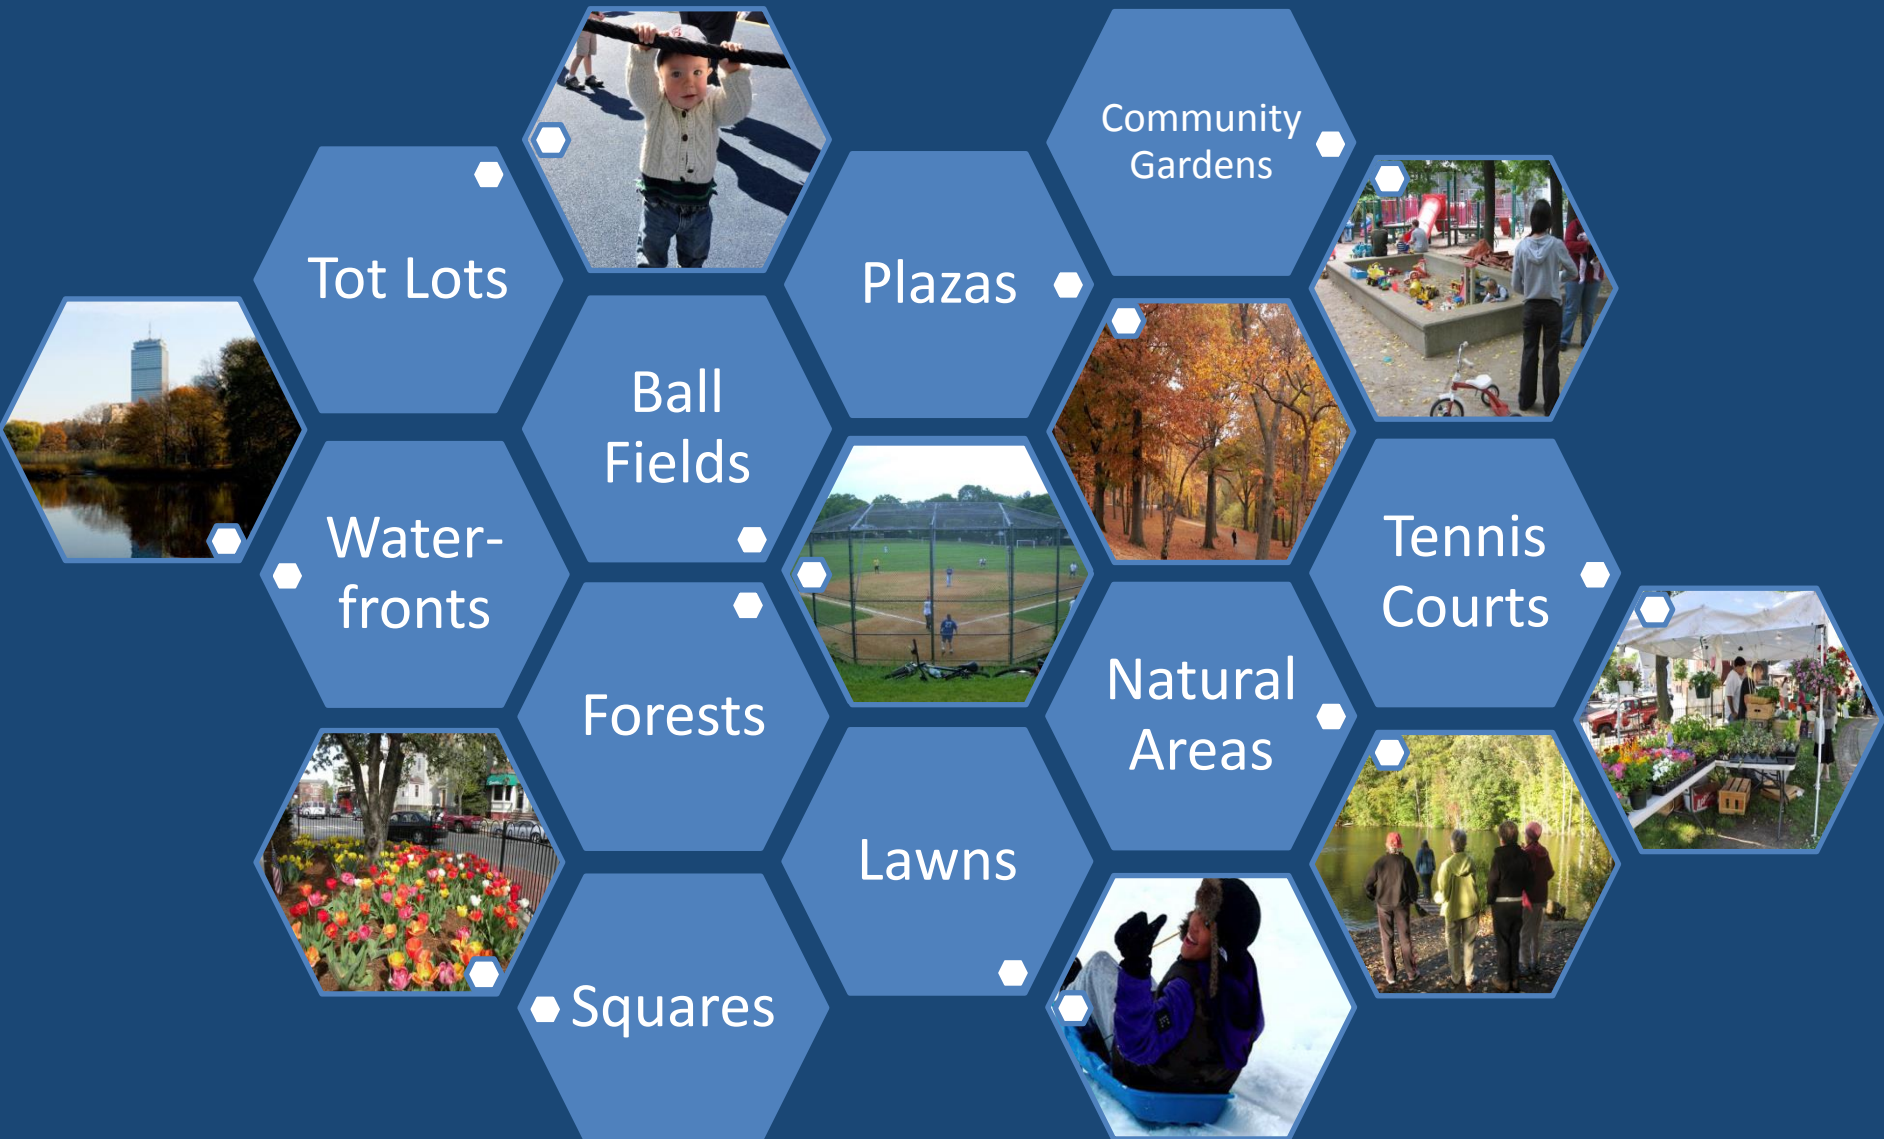 Community
Gardens
Tot Lots
Plazas
Ball
Fields
Water-
fronts
Tennis
Courts
Forests
Natural
Areas
Lawns
Squares